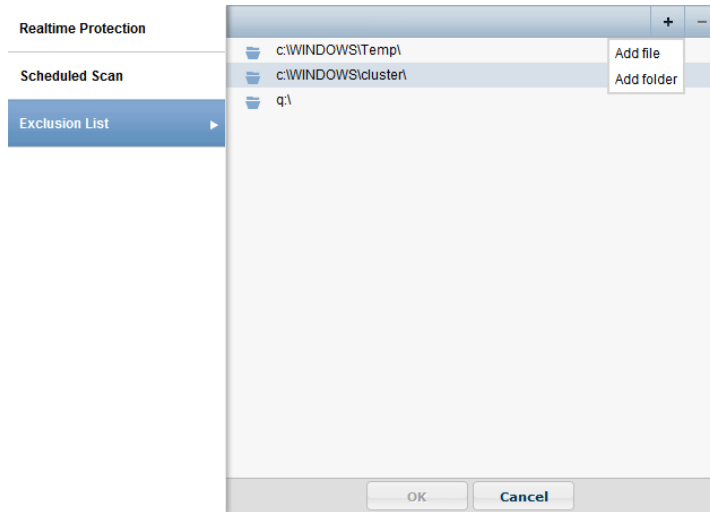 Realtime Protection
Scheduled Scan
Exclusion List
+ −
c:\WINDOWS\Temp\
c:\WINDOWS\cluster\
q:\
Add file
Add folder
OK
Cancel